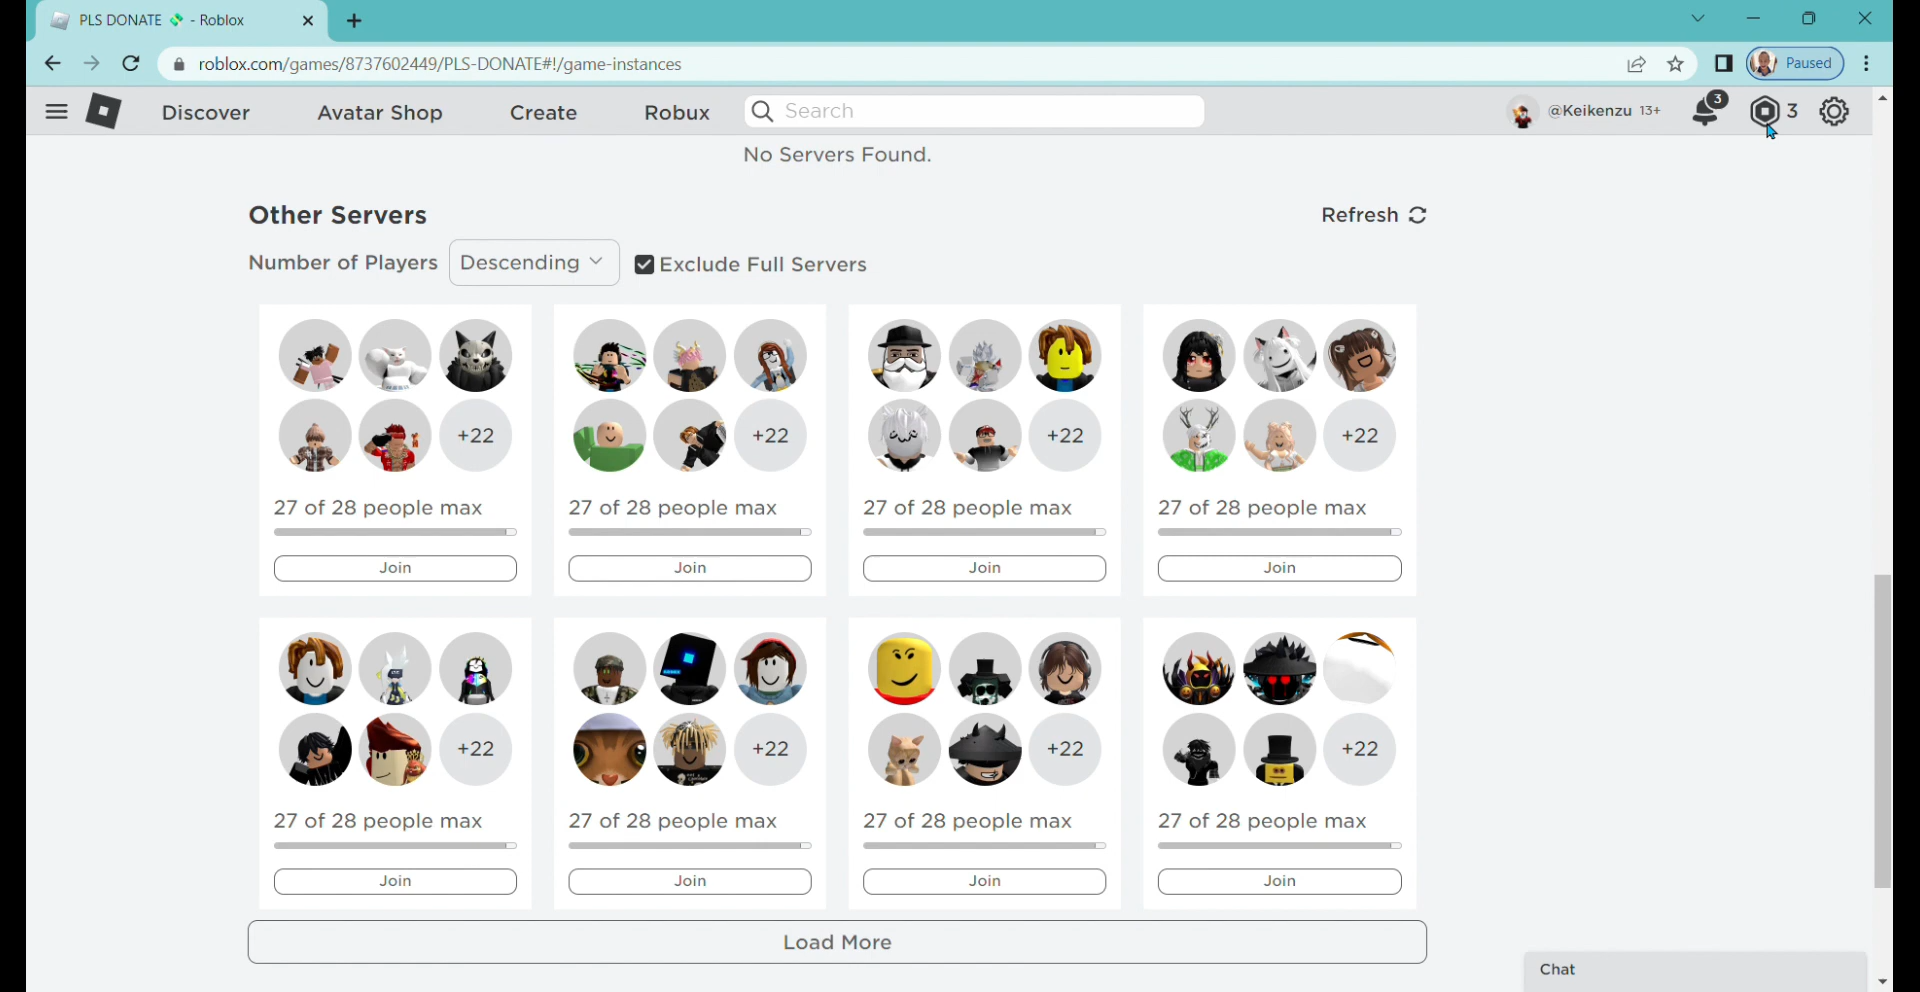 PLS DONATE 💸 - Roblox
roblox.com/games/8737602449/PLS-DONATE#!/game-instances
Paused
Discover Avatar Shop Create Robux Search @Keikenzu 13+ 3 3
No Servers Found.
Other Servers Refresh
Number of Players Descending Exclude Full Servers
+22 +22 +22 +22
27 of 28 people max 27 of 28 people max 27 of 28 people max 27 of 28 people max
Join Join Join Join
+22 +22 +22 +22
27 of 28 people max 27 of 28 people max 27 of 28 people max 27 of 28 people max
Join Join Join Join
Load More
Chat